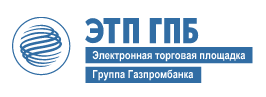 ЭТП ГПБ
Электронная торговая площадка
Группа Газпромбанка